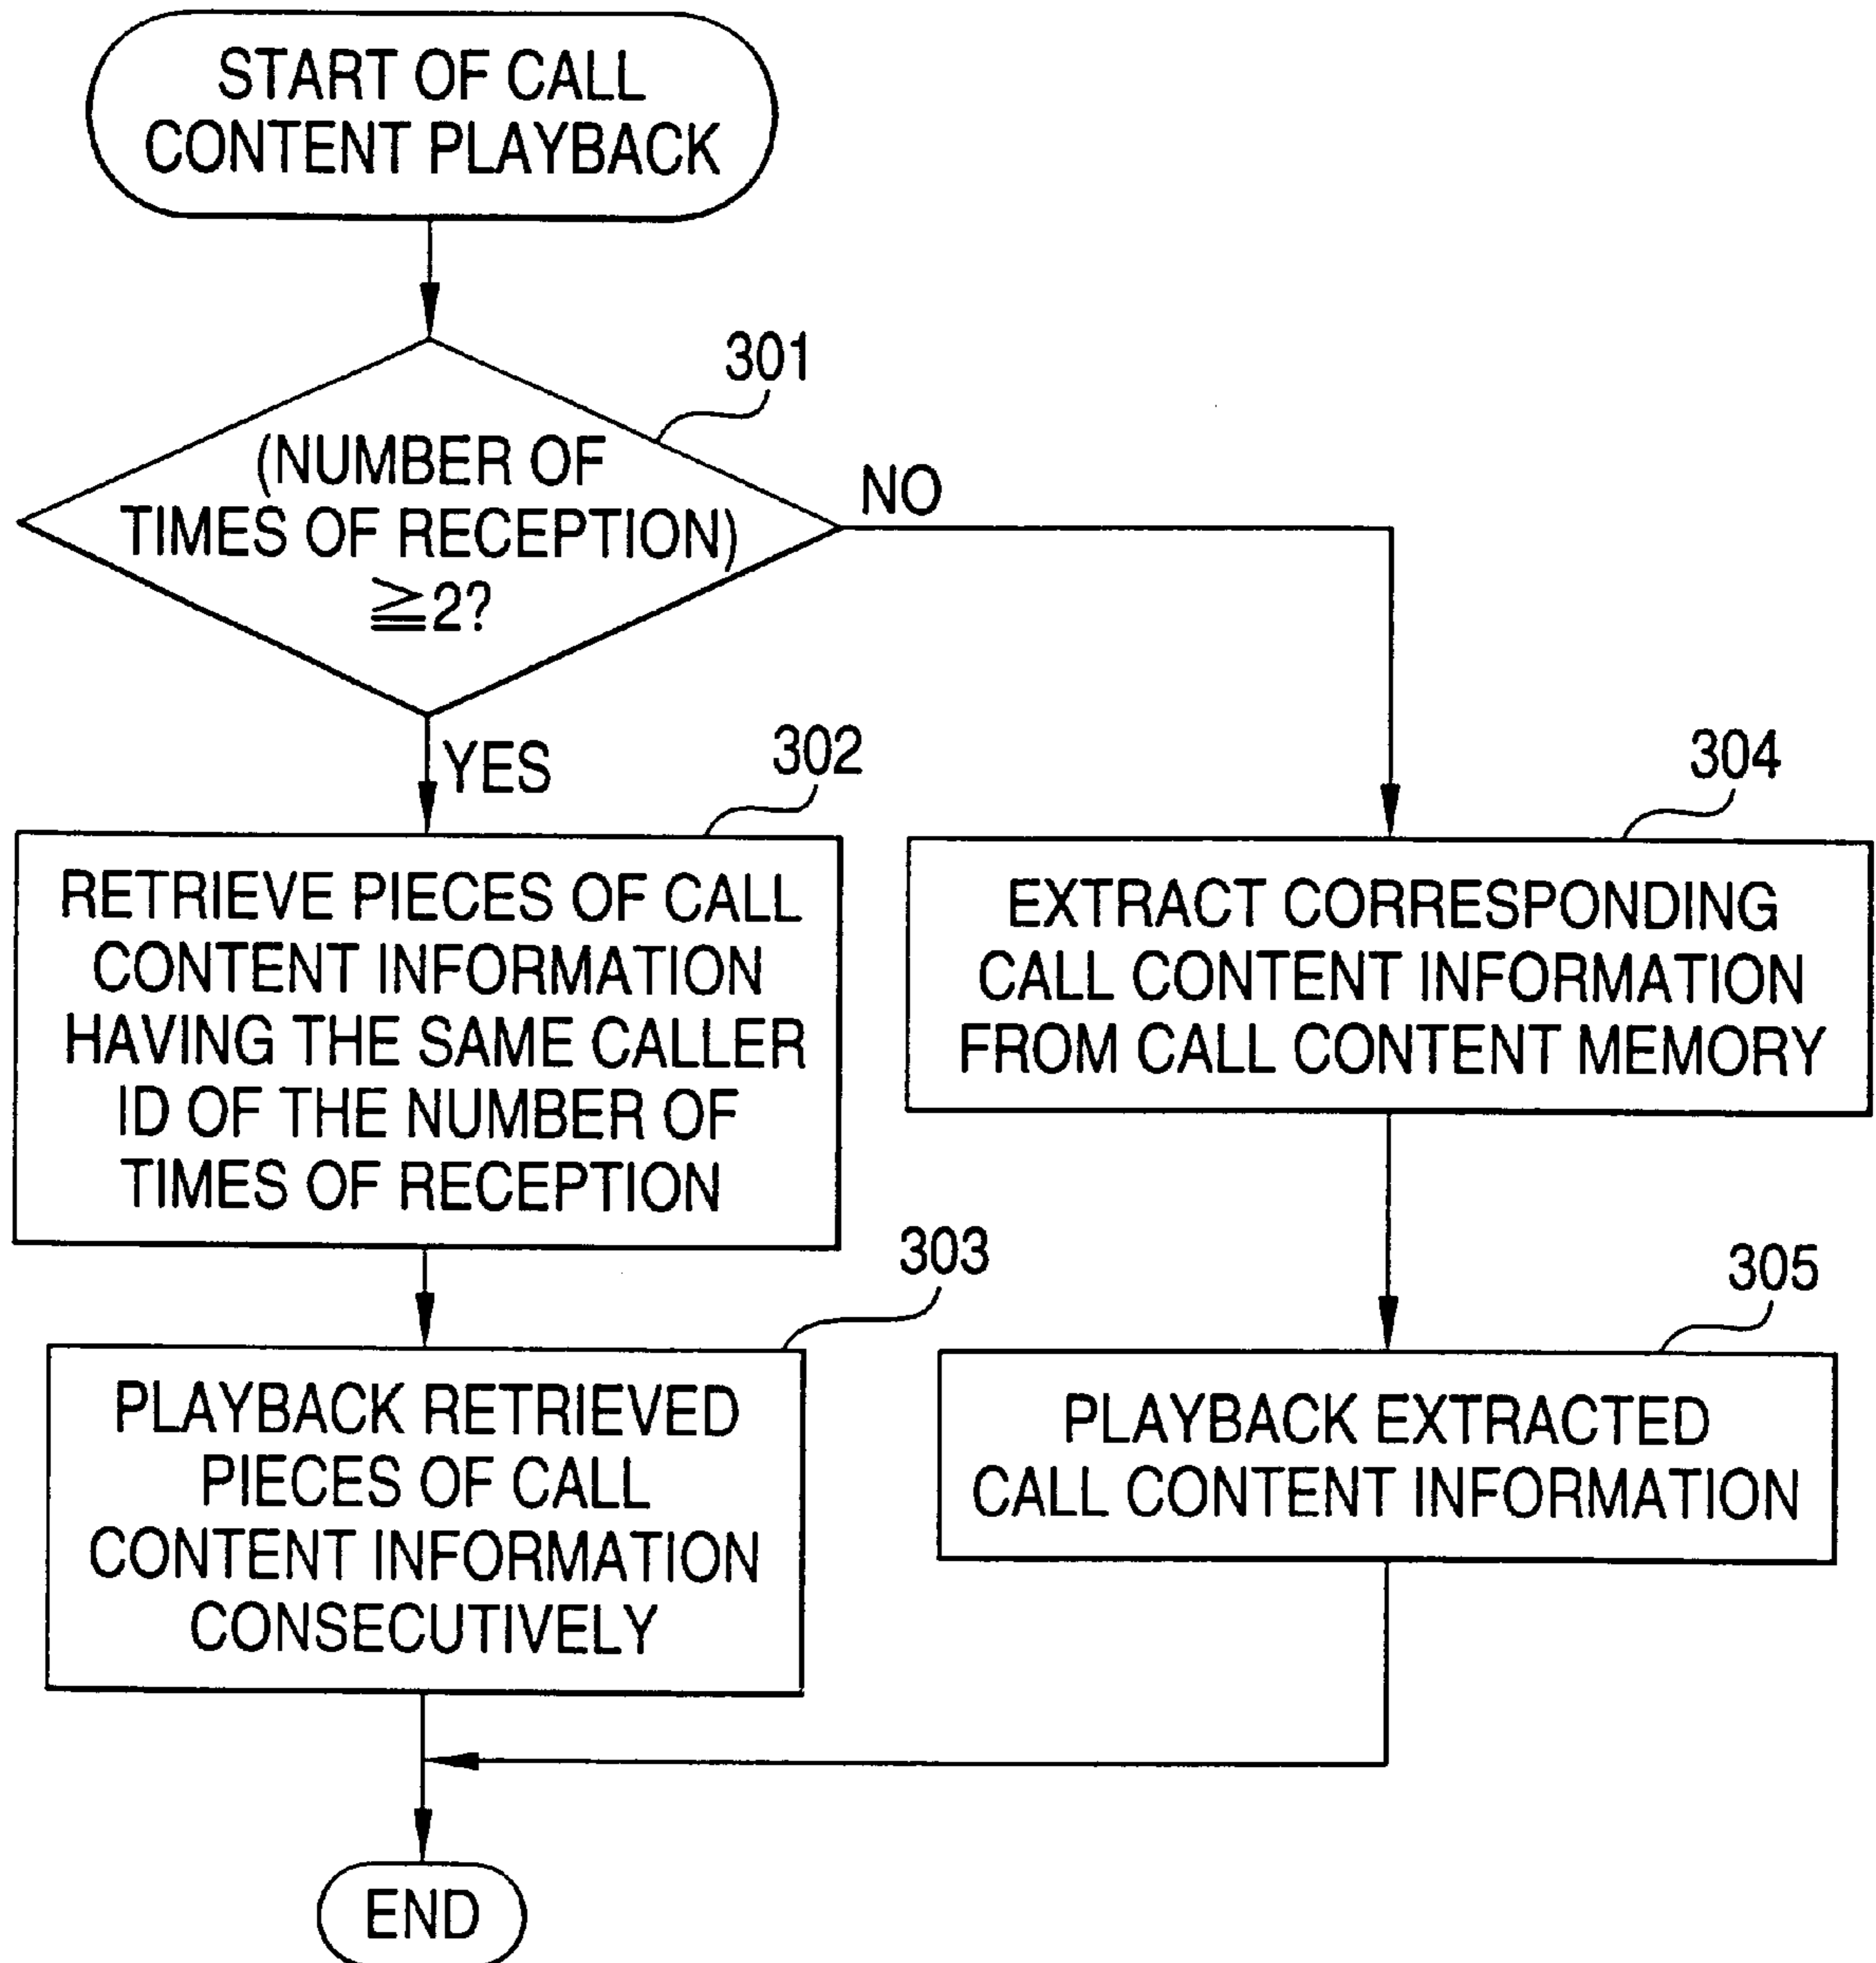 START OF CALL
CONTENT PLAYBACK
301
(NUMBER OF
TIMES OF RECEPTION)
≧2?
NO
YES
302
RETRIEVE PIECES OF CALL
CONTENT INFORMATION
HAVING THE SAME CALLER
ID OF THE NUMBER OF
TIMES OF RECEPTION
304
EXTRACT CORRESPONDING
CALL CONTENT INFORMATION
FROM CALL CONTENT MEMORY
303
PLAYBACK RETRIEVED
PIECES OF CALL
CONTENT INFORMATION
CONSECUTIVELY
305
PLAYBACK EXTRACTED
CALL CONTENT INFORMATION
END